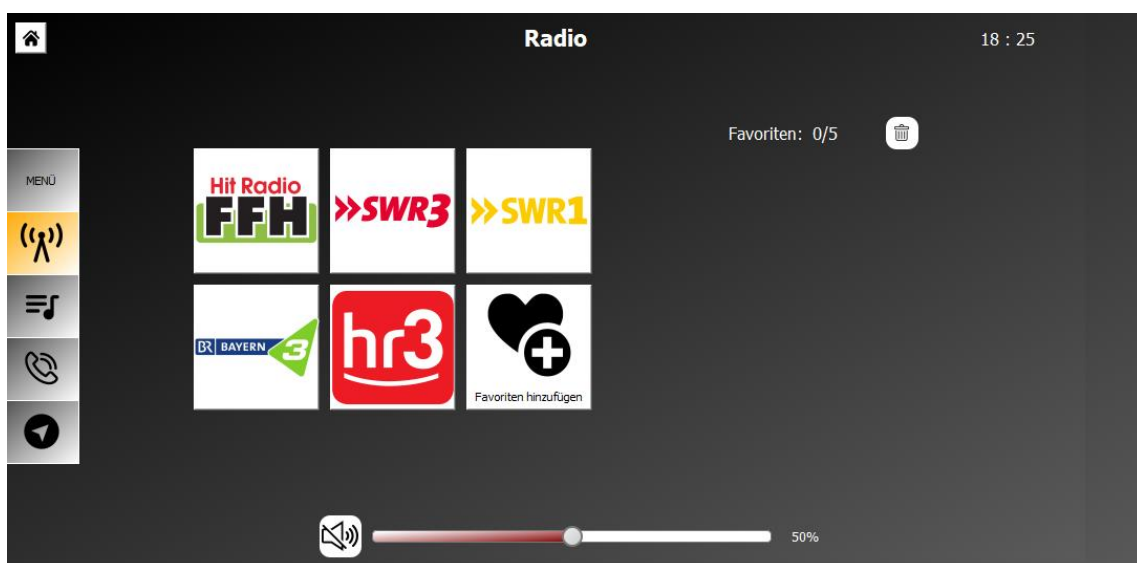 Radio
18 : 25
Favoriten: 0/5
MENÜ
Hit Radio
FFH
SWR3
SWR1
BR BAYERN 3
hr3
Favoriten hinzufügen
50%